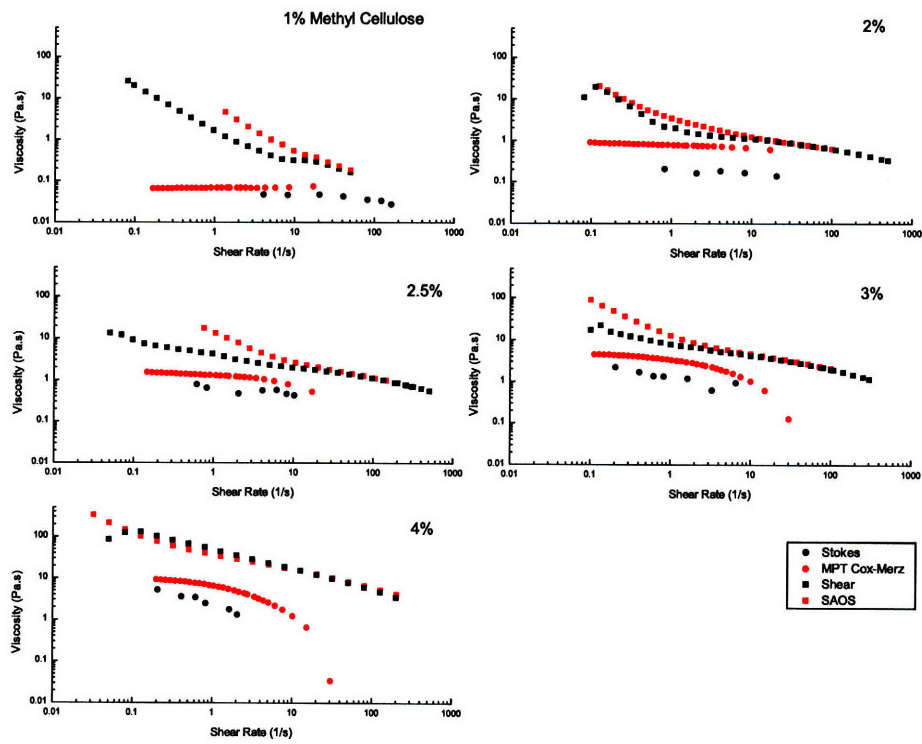 1% Methyl Cellulose
100
10
1
0.1
0.01
Viscosity (Pa.s)
0.01 0.1 1 10 100 1000
Shear Rate (1/s)
2%
100
10
1
0.1
0.01
Viscosity (Pa.s)
0.01 0.1 1 10 100 1000
Shear Rate (1/s)
2.5%
100
10
1
0.1
0.01
Viscosity (Pa.s)
0.01 0.1 1 10 100 1000
Shear Rate (1/s)
3%
100
10
1
0.1
0.01
Viscosity (Pa.s)
0.01 0.1 1 10 100 1000
Shear Rate (1/s)
4%
100
10
1
0.1
0.01
Viscosity (Pa.s)
0.01 0.1 1 10 100 1000
Shear Rate (1/s)
Stokes
MPT Cox-Merz
Shear
SAOS